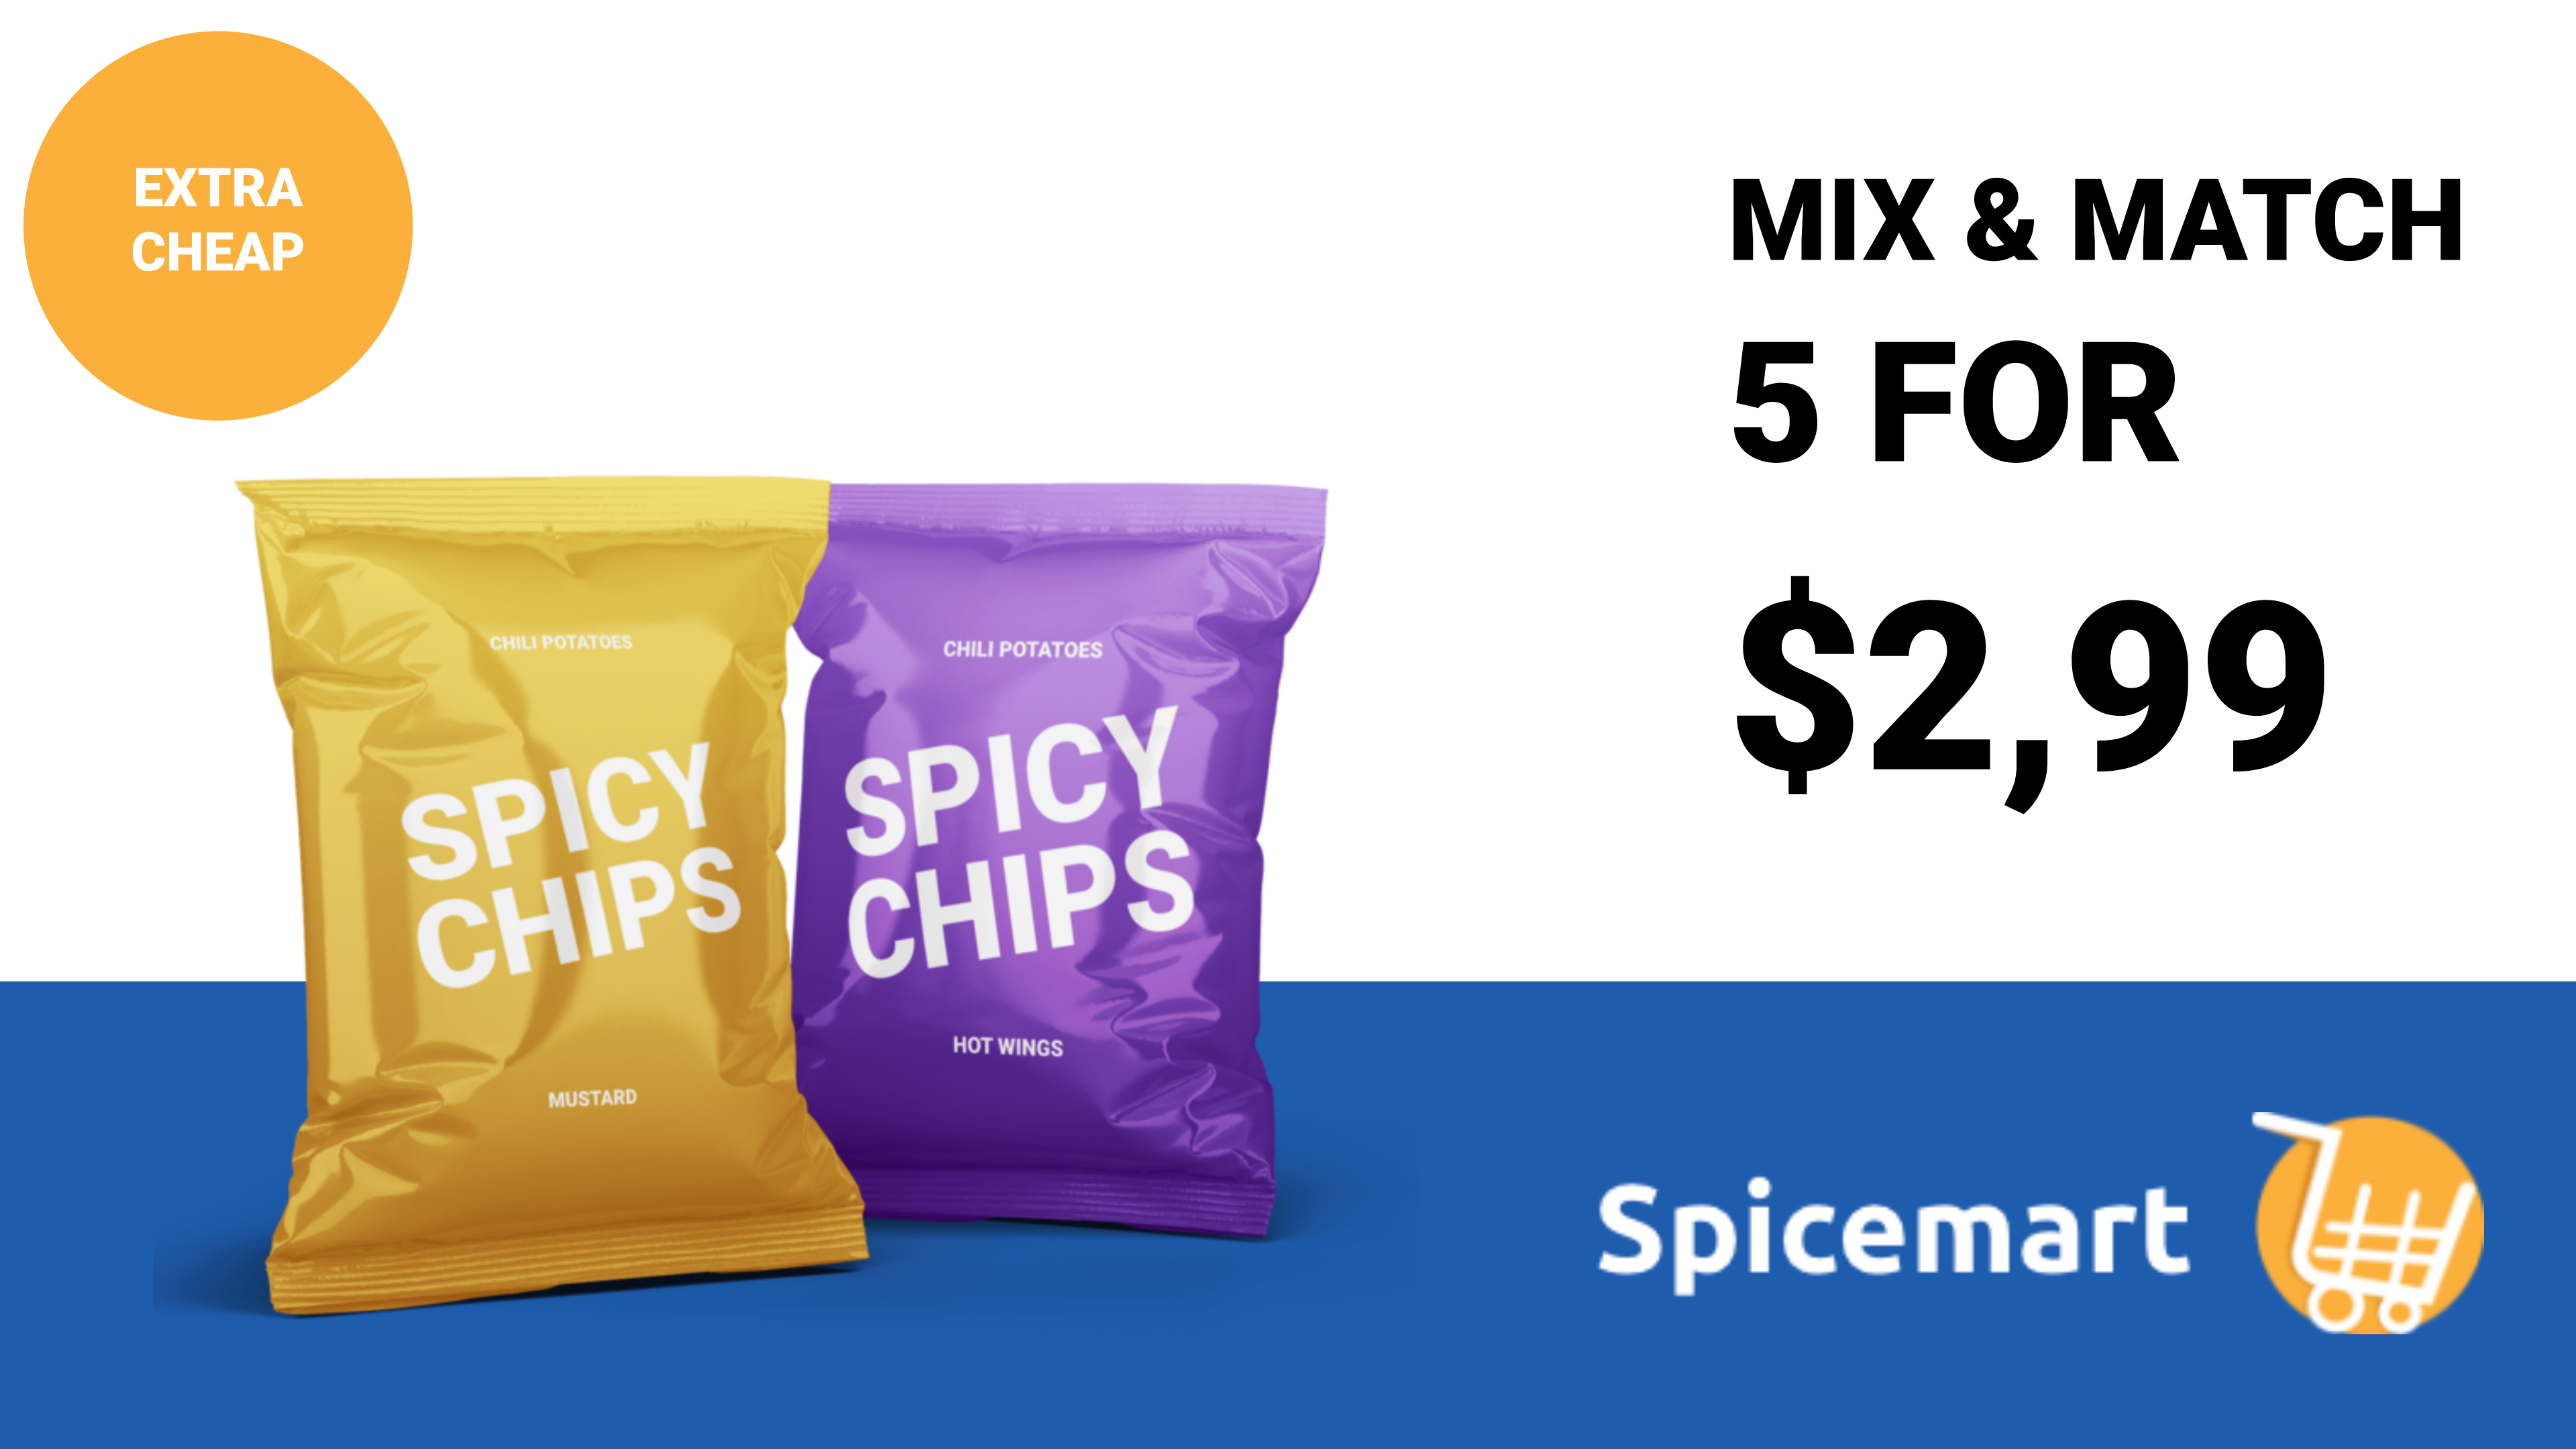 EXTRA
CHEAP
MIX & MATCH
5 FOR
$2,99
CHILI POTATOES
SPICY
CHIPS
MUSTARD
CHILI POTATOES
SPICY
CHIPS
HOT WINGS
Spicemart